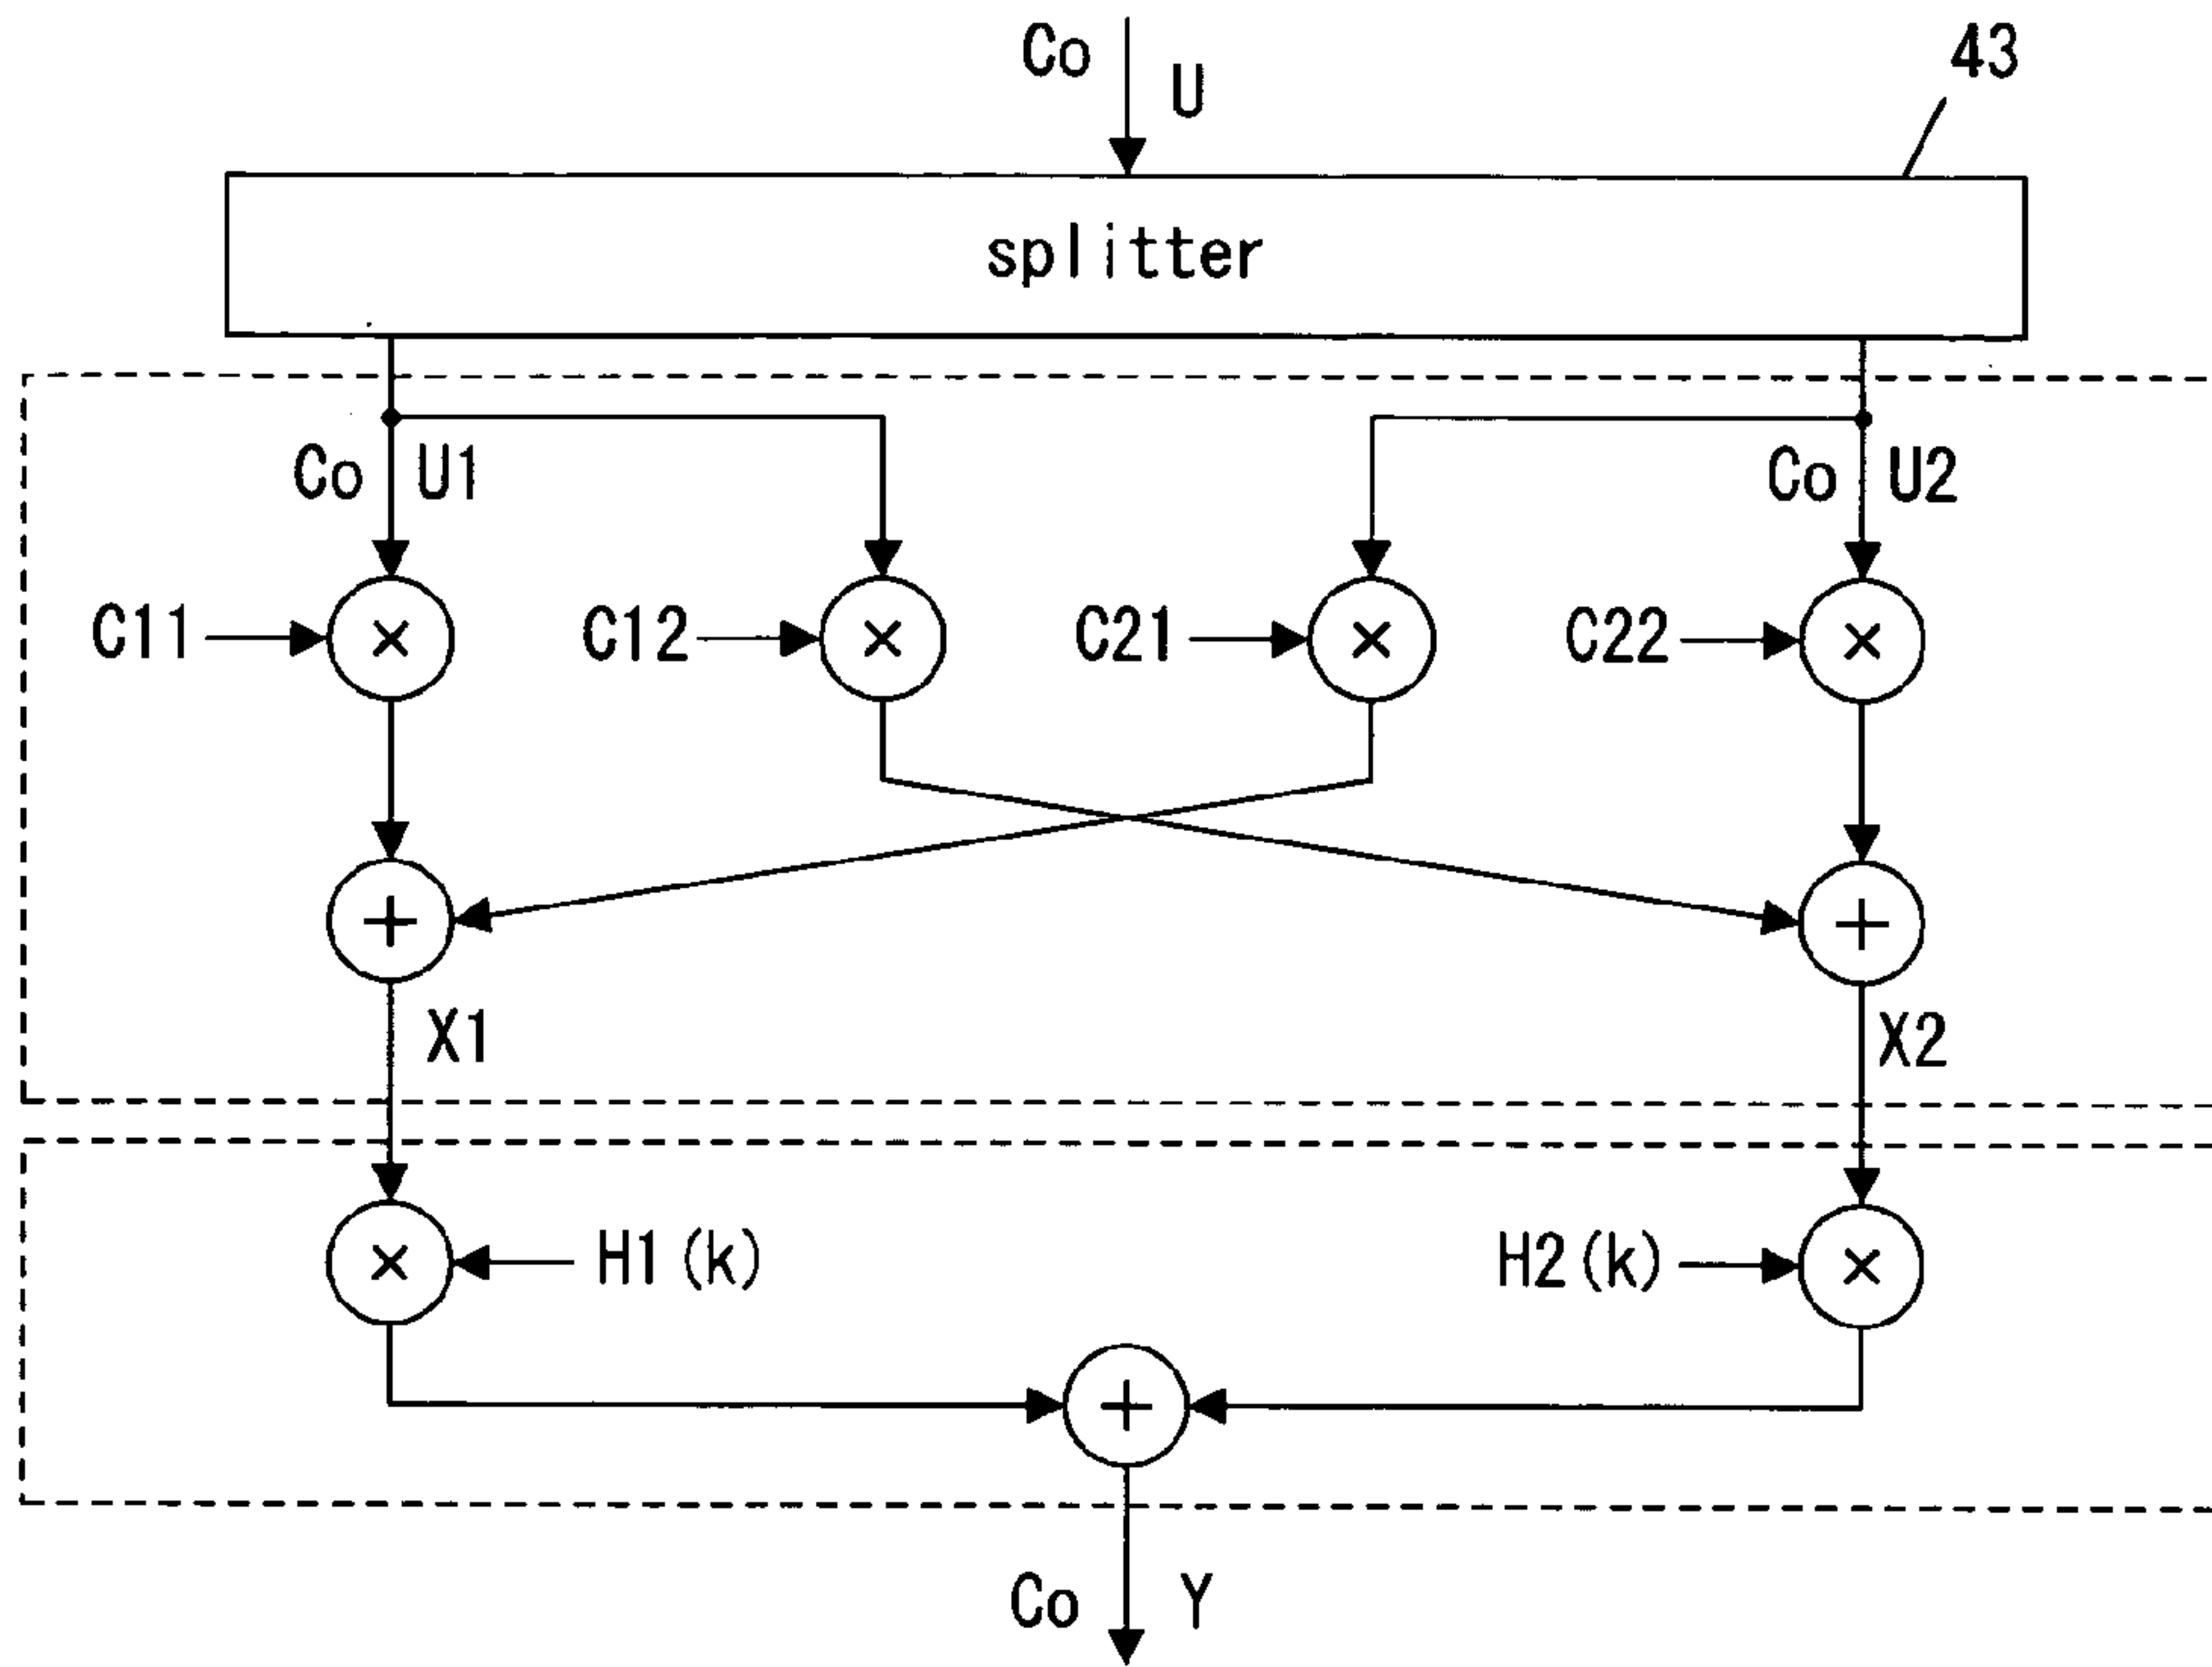 Co U
43
splitter
Co U1
Co U2
C11
×
C12
×
C21
×
C22
×
+
+
X1
X2
×
H1(k)
H2(k)
×
+
Co Y